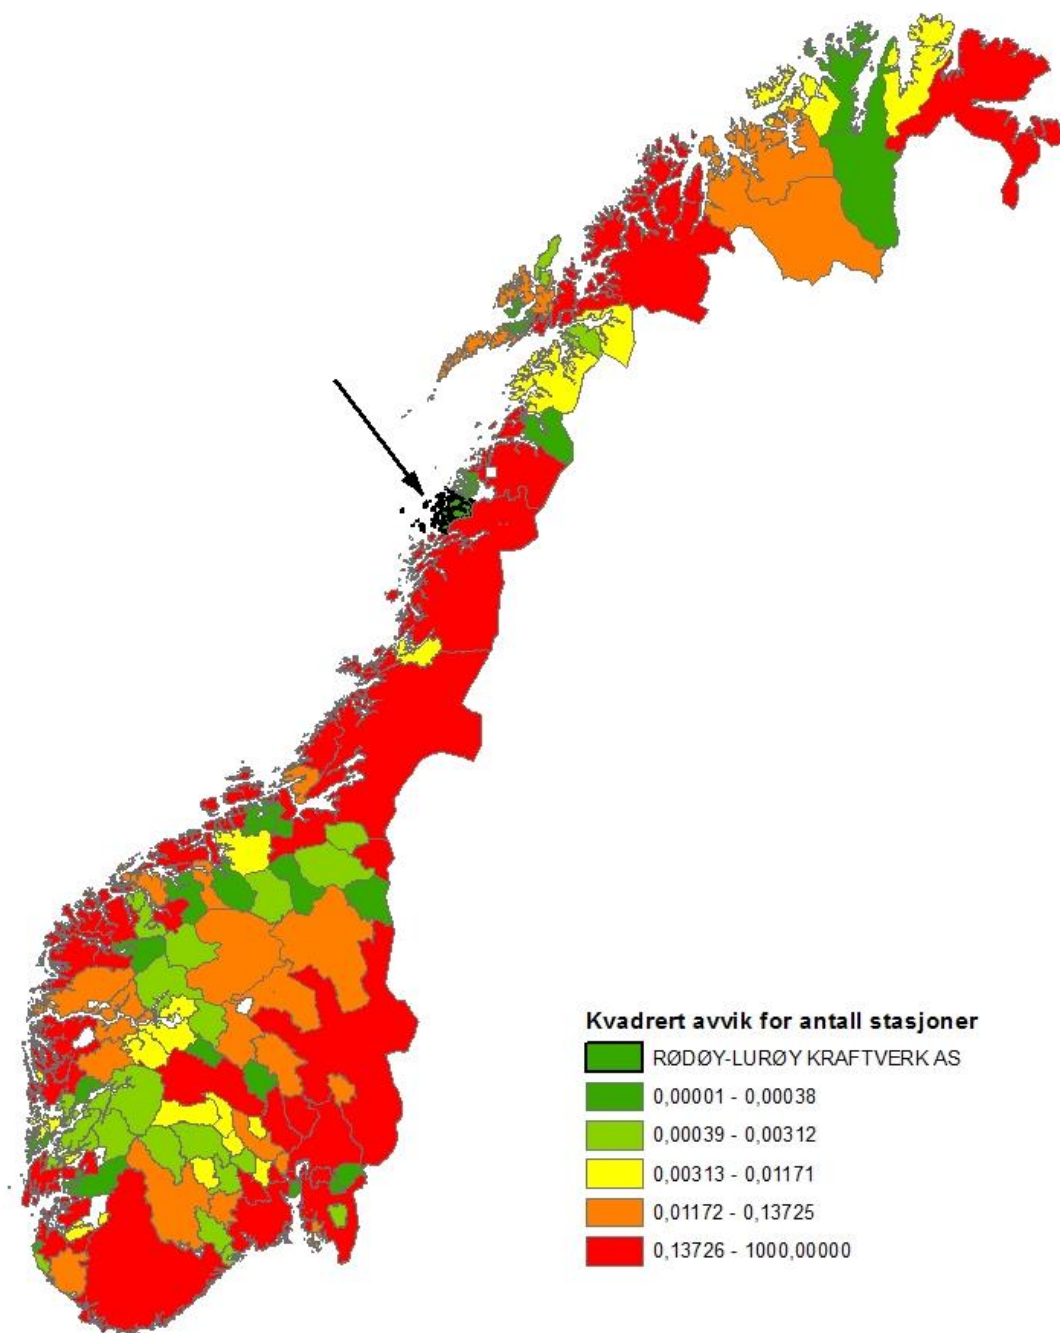 Kvadrert avvik for antall stasjoner
RØDØY-LURØY KRAFTVERK AS
0,00001 - 0,00038
0,00039 - 0,00312
0,00313 - 0,01171
0,01172 - 0,13725
0,13726 - 1000,00000